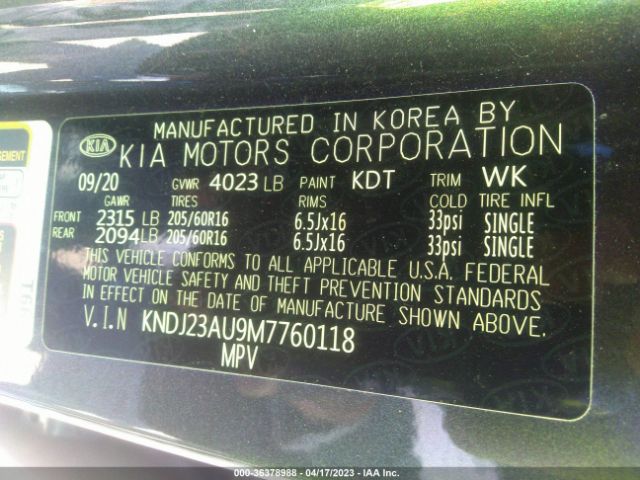 MANUFACTURED IN KOREA BY
KIA KIA MOTORS CORPORATION
09/20 GVWR 4023 LB PAINT KDT TRIM WK
GAWR TIRES RIMS COLD TIRE INFL
FRONT 2315 LB 205/60R16 6.5Jx16 33psi SINGLE
REAR 2094 LB 205/60R16 6.5Jx16 33psi SINGLE
THIS VEHICLE CONFORMS TO ALL APPLICABLE U.S.A. FEDERAL
MOTOR VEHICLE SAFETY AND THEFT PREVENTION STANDARDS
IN EFFECT ON THE DATE OF MANUFACTURE SHOWN ABOVE.
V.I.N KNDJ23AU9M7760118
MPV
000-36378988 - 04/17/2023 - IAA Inc.